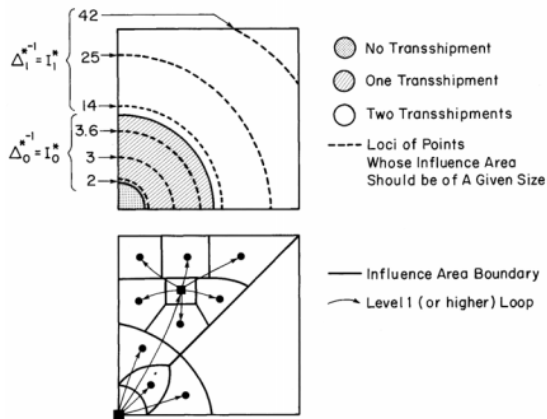 42
Δ₁*⁻¹ = I₁*
25
14
Δ₀*⁻¹ = I₀*
3.6
3
2
No Transshipment
One Transshipment
Two Transshipments
Loci of Points
Whose Influence Area
Should be of A Given Size
Influence Area Boundary
Level 1 (or higher) Loop